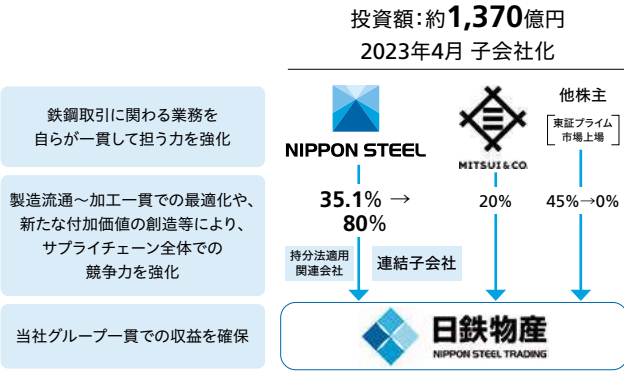 投資額：約1,370億円
2023年4月 子会社化
鉄鋼取引に関わる業務を
自らが一貫して担う力を強化
製造流通～加工一貫での最適化や、
新たな付加価値の創造等により、
サプライチェーン全体での
競争力を強化
当社グループ一貫での収益を確保
NIPPON STEEL
MITSUI & CO.
他株主
東証プライム
市場上場
35.1% →
80%
20%
45%→0%
持分法適用
関連会社
連結子会社
日鉄物産
NIPPON STEEL TRADING